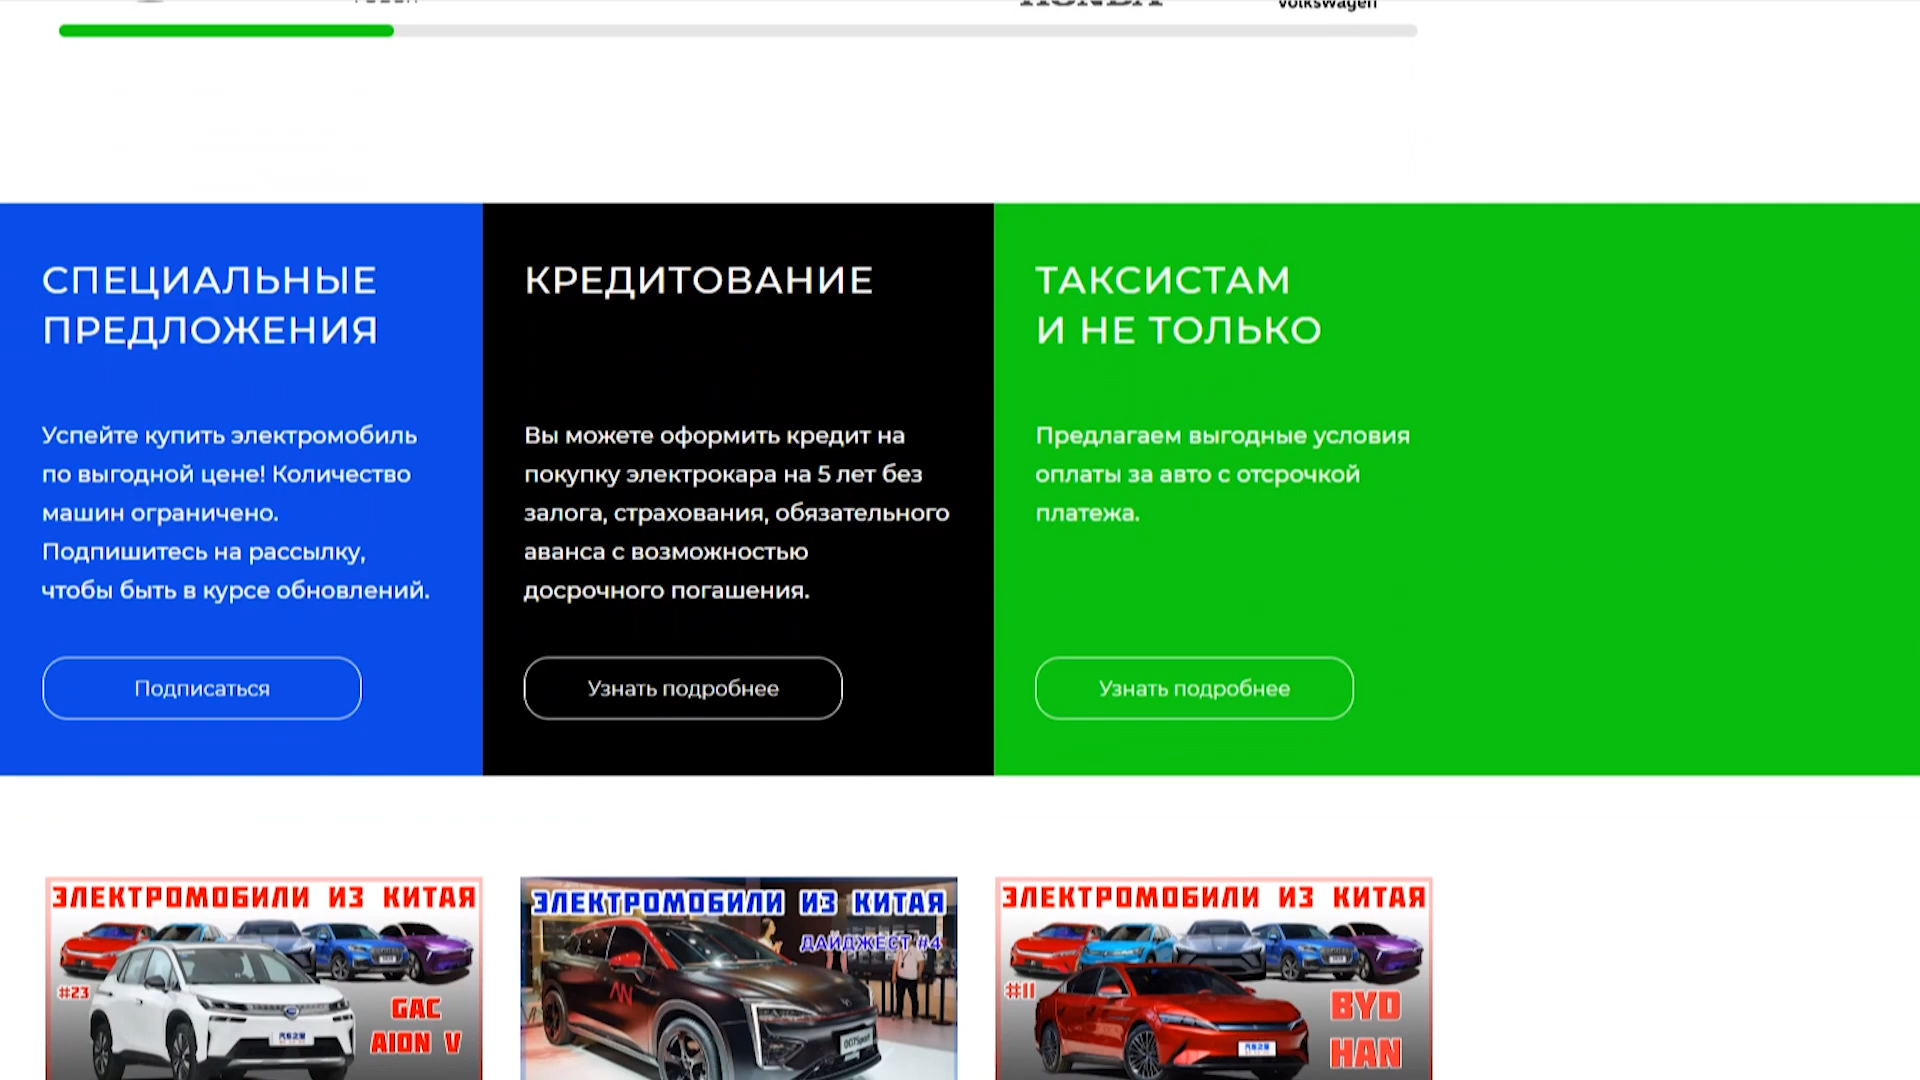 HONDA
Volkswagen
СПЕЦИАЛЬНЫЕ
ПРЕДЛОЖЕНИЯ
Успейте купить электромобиль
по выгодной цене! Количество
машин ограничено.
Подпишитесь на рассылку,
чтобы быть в курсе обновлений.
Подписаться
КРЕДИТОВАНИЕ
Вы можете оформить кредит на
покупку электрокара на 5 лет без
залога, страхования, обязательного
аванса с возможностью
досрочного погашения.
Узнать подробнее
ТАКСИСТАМ
И НЕ ТОЛЬКО
Предлагаем выгодные условия
оплаты за авто с отсрочкой
платежа.
Узнать подробнее
ЭЛЕКТРОМОБИЛИ ИЗ КИТАЯ
#23
GAC
AION V
ЭЛЕКТРОМОБИЛИ ИЗ КИТАЯ
ДАЙДЖЕСТ #4
ЭЛЕКТРОМОБИЛИ ИЗ КИТАЯ
#11
BYD
HAN